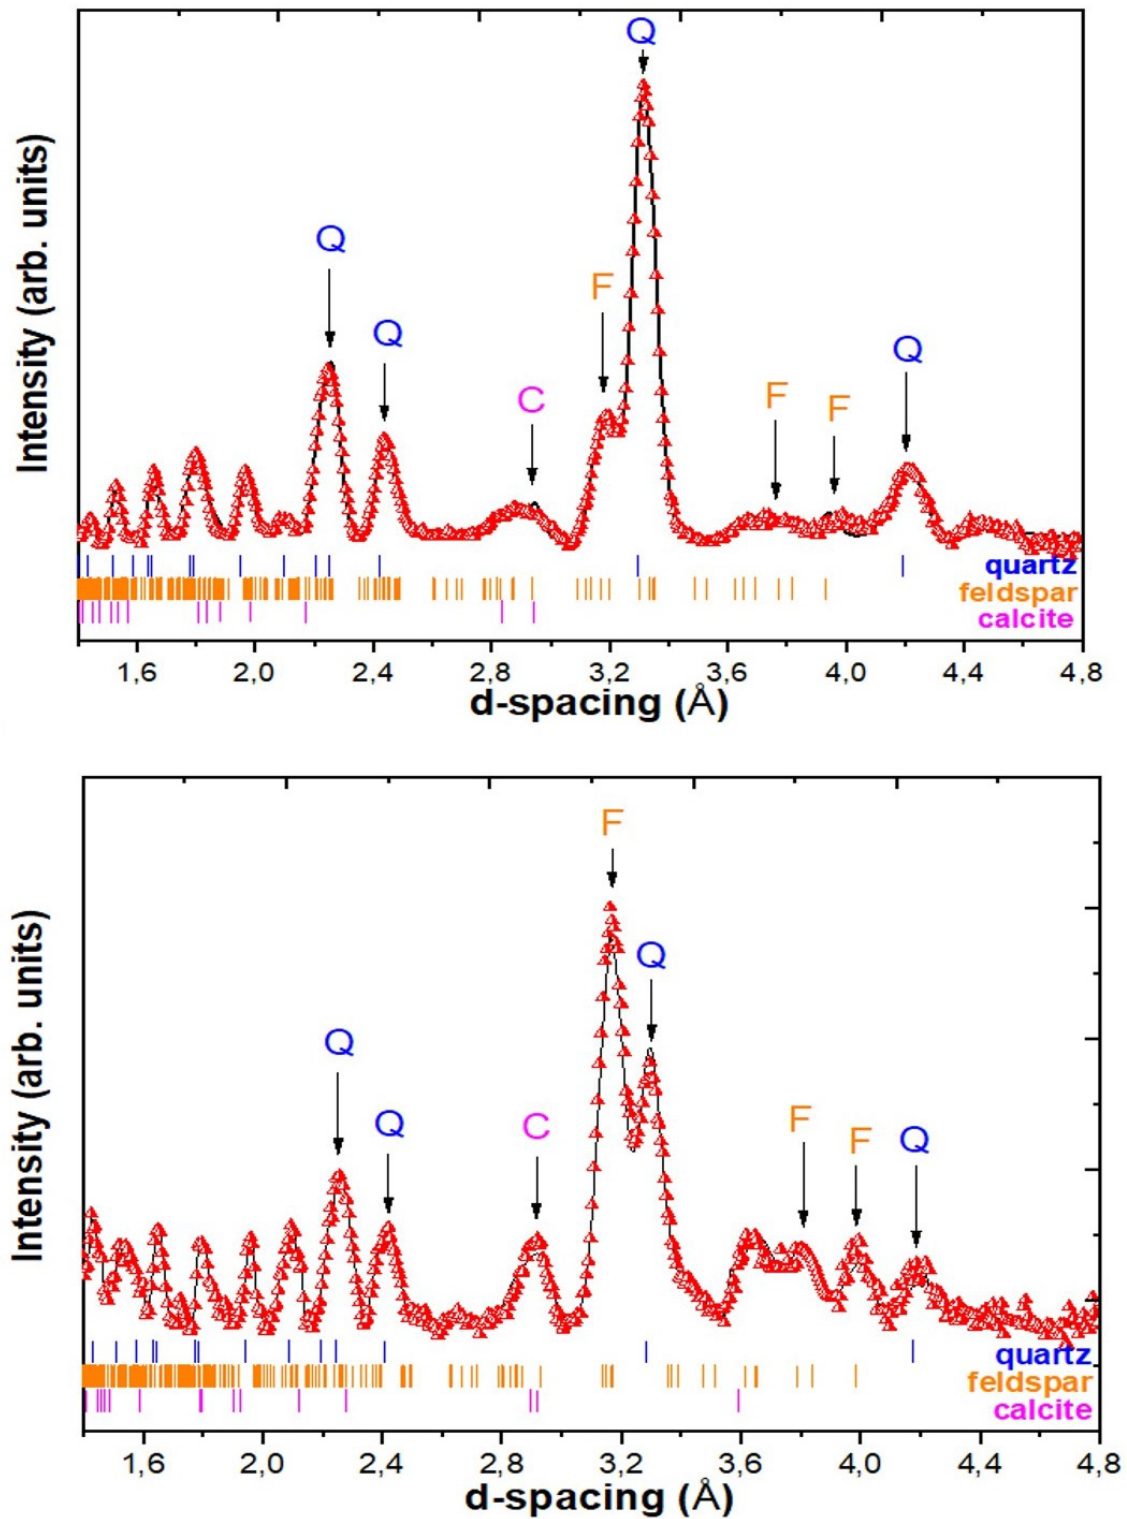 Q
Q
F
Q
Q
C
F
F
Intensity (arb. units)
quartz
feldspar
calcite
1,6 2,0 2,4 2,8 3,2 3,6 4,0 4,4 4,8
d-spacing (Å)
F
Q
Q
Q
C
F
F
Q
Intensity (arb. units)
quartz
feldspar
calcite
1,6 2,0 2,4 2,8 3,2 3,6 4,0 4,4 4,8
d-spacing (Å)